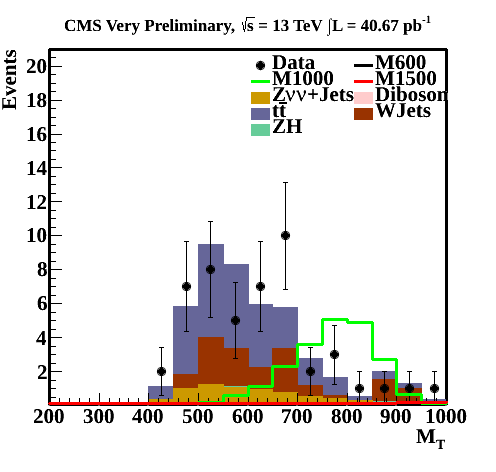 CMS Very Preliminary, √s = 13 TeV ∫L = 40.67 pb⁻¹
Events
Data
M600
M1000
M1500
Zνν+Jets
Diboson
tt̅
WJets
ZH
20
18
16
14
12
10
8
6
4
2
200 300 400 500 600 700 800 900 1000
M_T